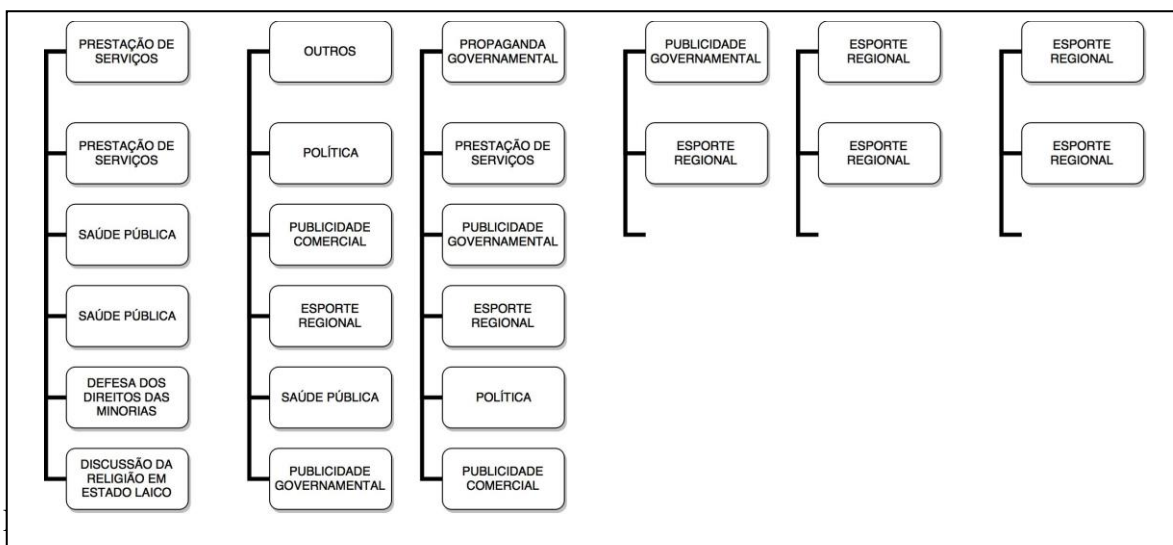 PRESTAÇÃO DE
SERVIÇOS
PRESTAÇÃO DE
SERVIÇOS
SAÚDE PÚBLICA
SAÚDE PÚBLICA
DEFESA DOS
DIREITOS DAS
MINORIAS
DISCUSSÃO DA
RELIGIÃO EM
ESTADO LAICO
OUTROS
POLÍTICA
PUBLICIDADE
COMERCIAL
ESPORTE
REGIONAL
SAÚDE PÚBLICA
PUBLICIDADE
GOVERNAMENTAL
PROPAGANDA
GOVERNAMENTAL
PRESTAÇÃO DE
SERVIÇOS
PUBLICIDADE
GOVERNAMENTAL
ESPORTE
REGIONAL
POLÍTICA
PUBLICIDADE
COMERCIAL
PUBLICIDADE
GOVERNAMENTAL
ESPORTE
REGIONAL
ESPORTE
REGIONAL
ESPORTE
REGIONAL
ESPORTE
REGIONAL
ESPORTE
REGIONAL